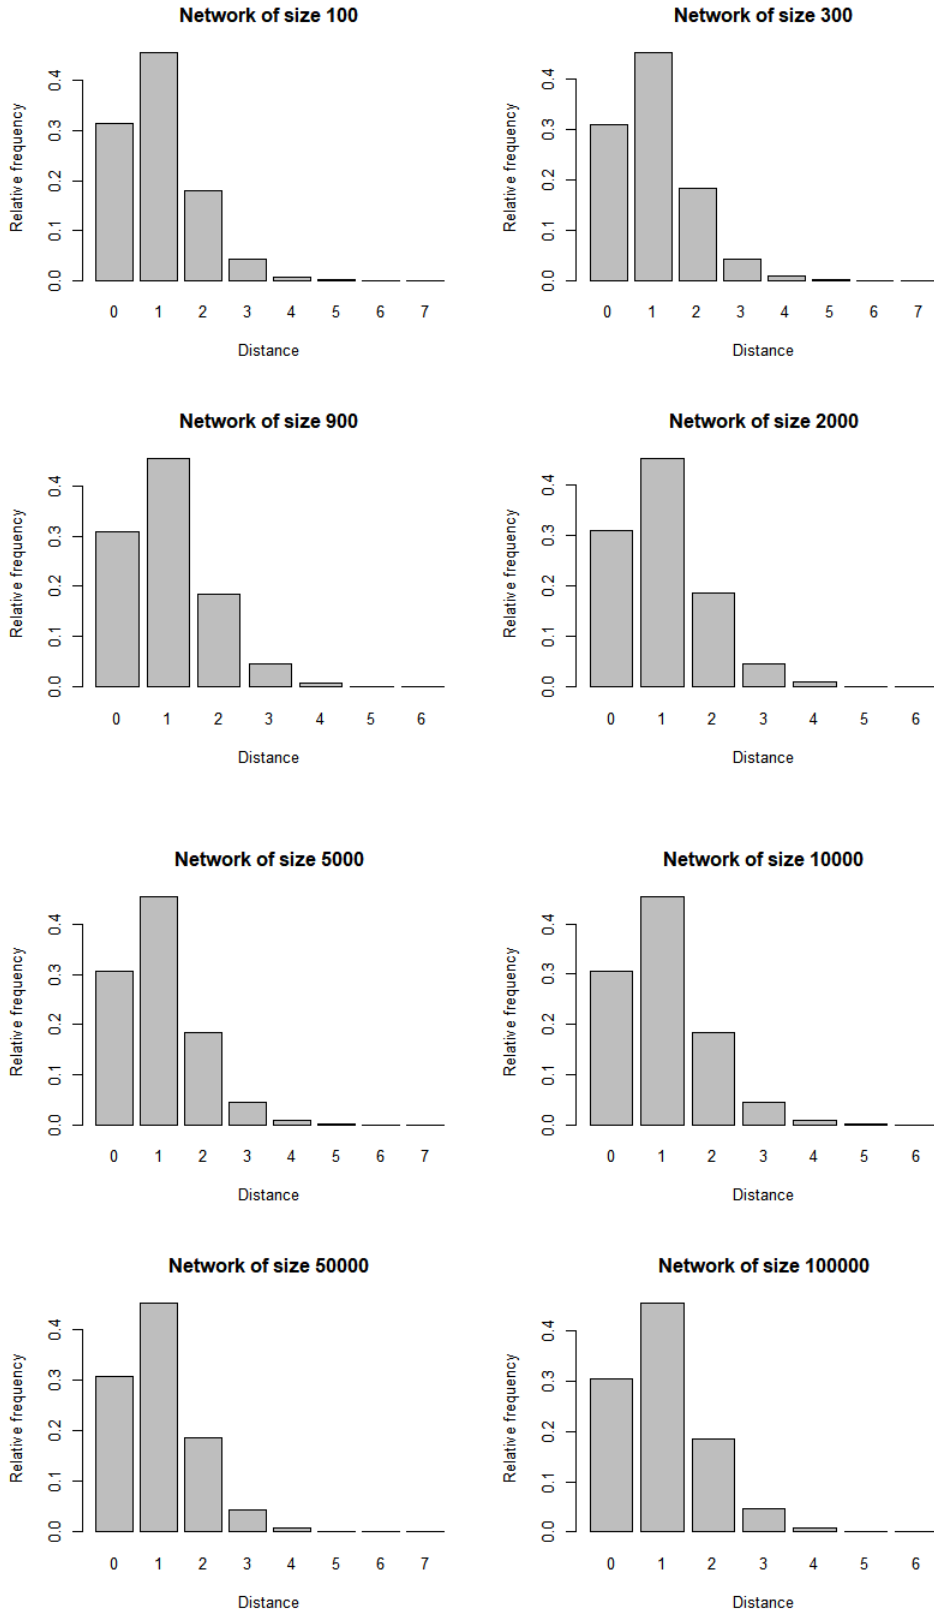 Network of size 100
Relative frequency
0.0 0.1 0.2 0.3 0.4
0 1 2 3 4 5 6 7
Distance
Network of size 300
Relative frequency
0.0 0.1 0.2 0.3 0.4
0 1 2 3 4 5 6 7
Distance
Network of size 900
Relative frequency
0.0 0.1 0.2 0.3 0.4
0 1 2 3 4 5 6
Distance
Network of size 2000
Relative frequency
0.0 0.1 0.2 0.3 0.4
0 1 2 3 4 5 6
Distance
Network of size 5000
Relative frequency
0.0 0.1 0.2 0.3 0.4
0 1 2 3 4 5 6 7
Distance
Network of size 10000
Relative frequency
0.0 0.1 0.2 0.3 0.4
0 1 2 3 4 5 6
Distance
Network of size 50000
Relative frequency
0.0 0.1 0.2 0.3 0.4
0 1 2 3 4 5 6 7
Distance
Network of size 100000
Relative frequency
0.0 0.1 0.2 0.3 0.4
0 1 2 3 4 5 6
Distance